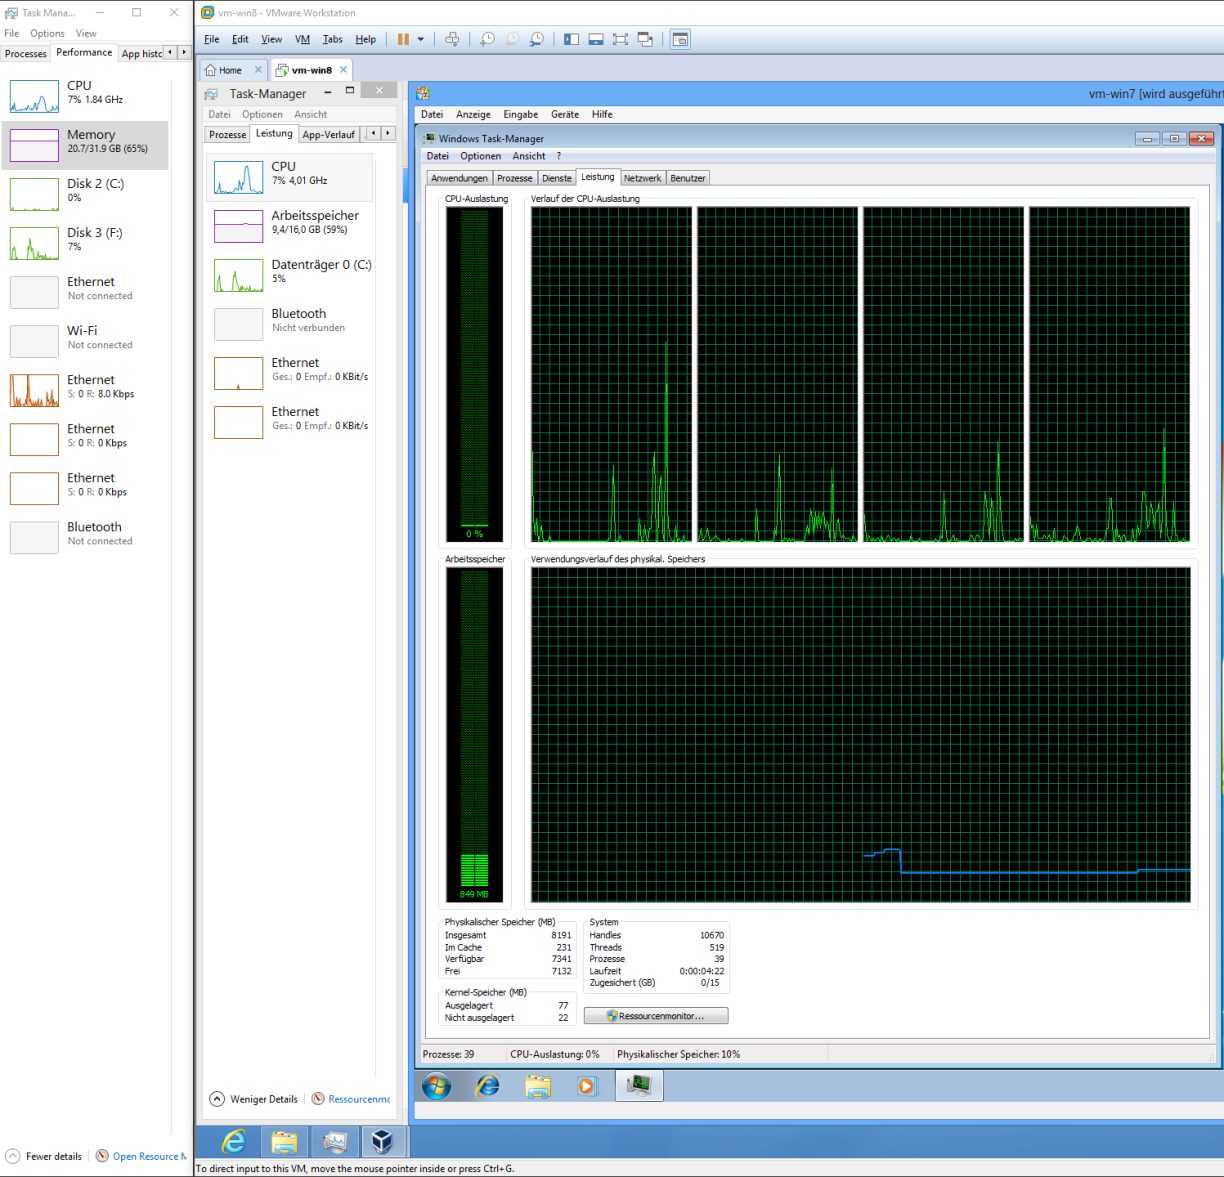 Task Mana...
File Options View
Processes Performance App histc
CPU
7% 1.84 GHz
Memory
20.7/31.9 GB (65%)
Disk 2 (C:)
0%
Disk 3 (F:)
7%
Ethernet
Not connected
Wi-Fi
Not connected
Ethernet
S: 0 R: 8.0 Kbps
Ethernet
S: 0 R: 0 Kbps
Ethernet
S: 0 R: 0 Kbps
Bluetooth
Not connected
Fewer details Open Resource M
vm-win8 - VMware Workstation
File Edit View VM Tabs Help
Home vm-win8
Task-Manager
Datei Optionen Ansicht
Prozesse Leistung App-Verlauf
CPU
7% 4,01 GHz
Arbeitsspeicher
9,4/16,0 GB (59%)
Datenträger 0 (C:)
5%
Bluetooth
Nicht verbunden
Ethernet
Ges.: 0 Empf.: 0 KBit/s
Ethernet
Ges.: 0 Empf.: 0 KBit/s
Weniger Details Ressourcenmo
vm-win7 [wird ausgeführt
Datei Anzeige Eingabe Geräte Hilfe
Windows Task-Manager
Datei Optionen Ansicht ?
Anwendungen Prozesse Dienste Leistung Netzwerk Benutzer
CPU-Auslastung Verlauf der CPU-Auslastung
0 %
Arbeitsspeicher Verwendungsverlauf des physikal. Speichers
849 MB
Physikalischer Speicher (MB)
Insgesamt 8191
Im Cache 231
Verfügbar 7341
Frei 7132
Kernel-Speicher (MB)
Ausgelagert 77
Nicht ausgelagert 22
System
Handles 10670
Threads 519
Prozesse 39
Laufzeit 0:00:04:22
Zugesichert (GB) 0/15
Ressourcenmonitor...
Prozesse: 39 CPU-Auslastung: 0% Physikalischer Speicher: 10%
To direct input to this VM, move the mouse pointer inside or press Ctrl+G.